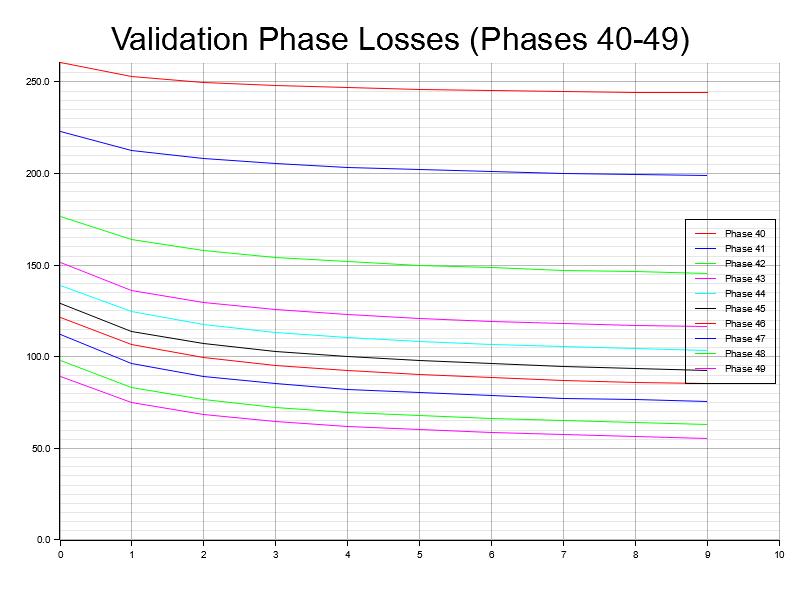 Validation Phase Losses (Phases 40-49)
250.0
200.0
150.0
100.0
50.0
0.0
Phase 40
Phase 41
Phase 42
Phase 43
Phase 44
Phase 45
Phase 46
Phase 47
Phase 48
Phase 49
0 1 2 3 4 5 6 7 8 9 10